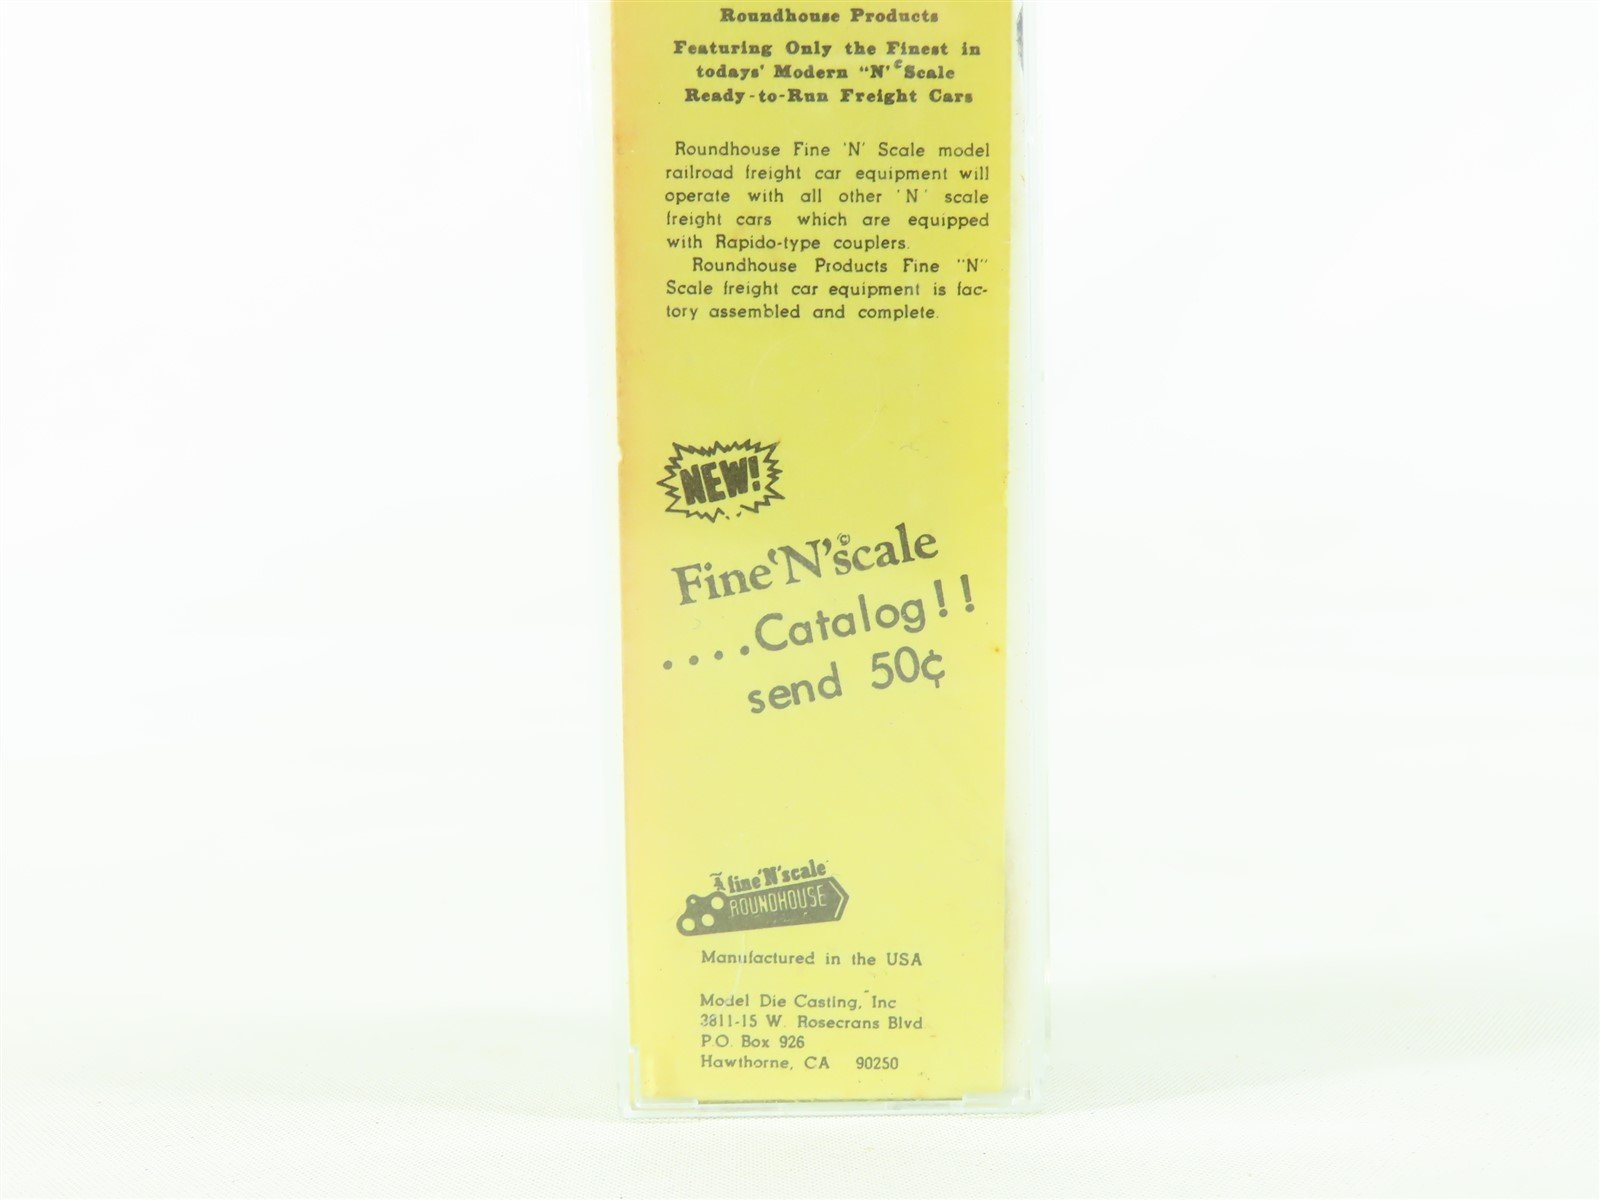 Roundhouse Products
Featuring Only the Finest in
todays' Modern "N'© Scale
Ready-to-Run Freight Cars
Roundhouse Fine 'N' Scale model
railroad freight car equipment will
operate with all other 'N' scale
freight cars which are equipped
with Rapido-type couplers.
Roundhouse Products Fine "N"
Scale freight car equipment is fac-
tory assembled and complete.
NEW!
Fine 'N'© scale
....Catalog!!
send 50¢
A fine 'N' scale
ROUNDHOUSE
Manufactured in the USA
Model Die Casting, Inc
3811-15 W. Rosecrans Blvd
P.O. Box 926
Hawthorne, CA 90250